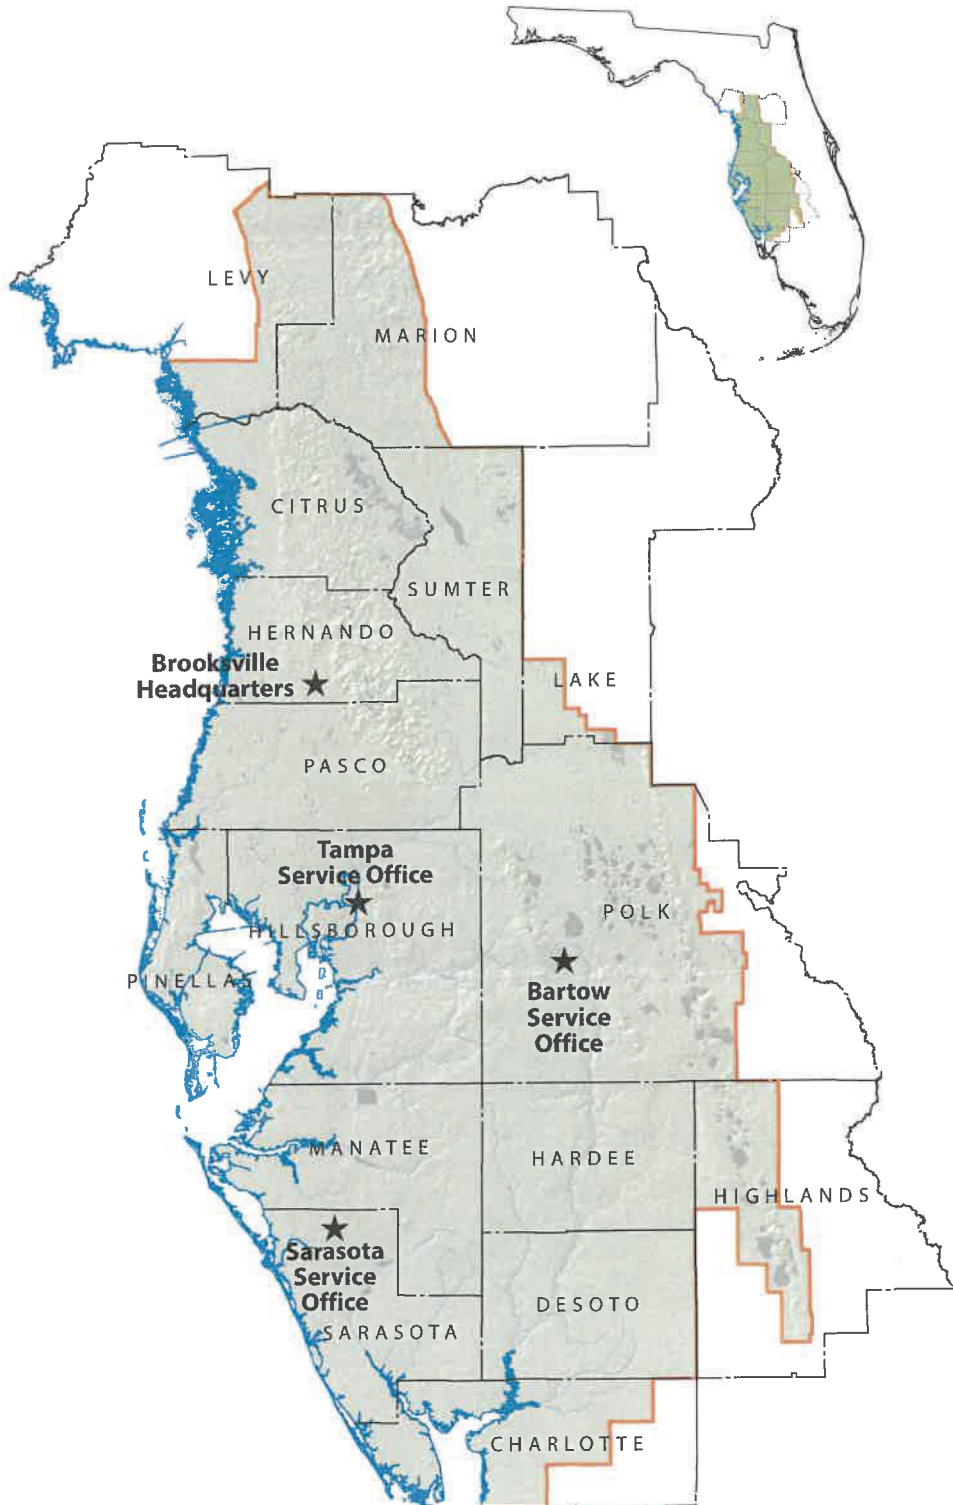 LEVY
MARION
CITRUS
SUMTER
HERNANDO
Brooksville
Headquarters
LAKE
PASCO
Tampa
Service Office
POLK
HILLSBOROUGH
PINELLAS
Bartow
Service
Office
MANATEE
HARDEE
HIGHLANDS
Sarasota
Service
Office
DESOTO
SARASOTA
CHARLOTTE